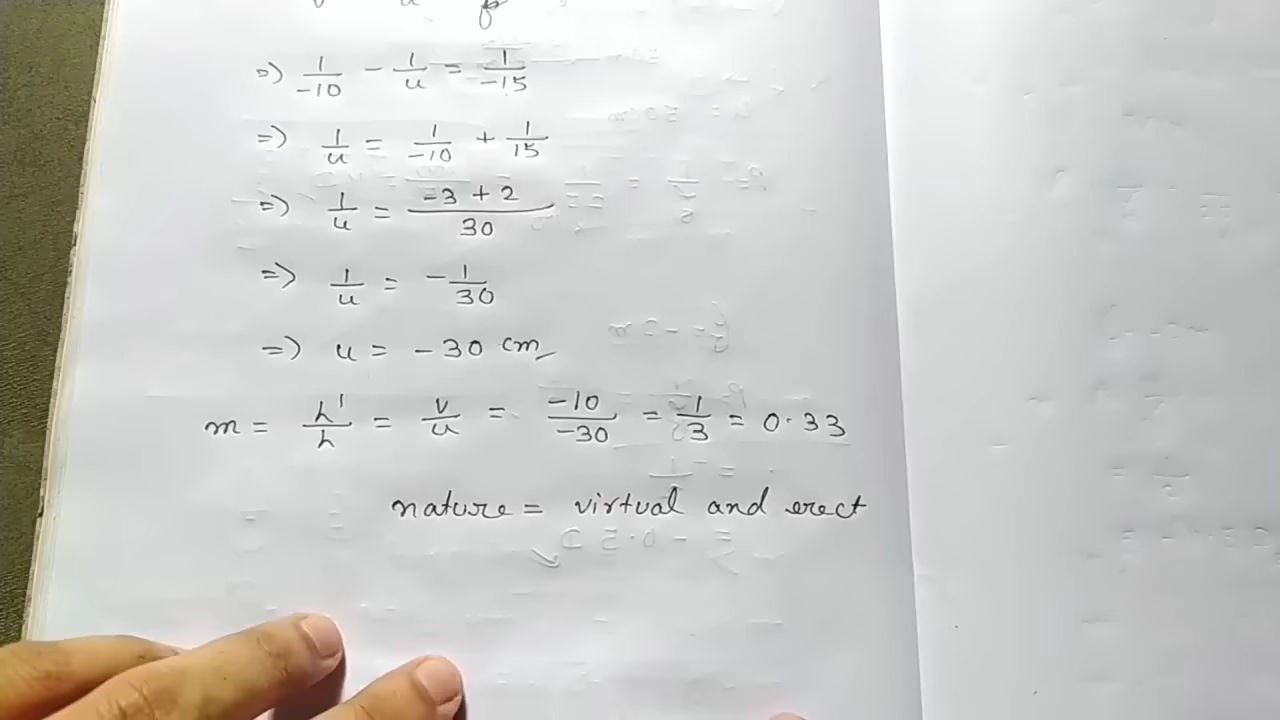 =) 1/-10 - 1/u = 1/-15
=) 1/u = 1/-10 + 1/15
=) 1/u = -3+2/30
=) 1/u = -1/30
=) u = -30 cm
m = h'/h = v/u = -10/-30 = 1/3 = 0.33
nature = virtual and erect